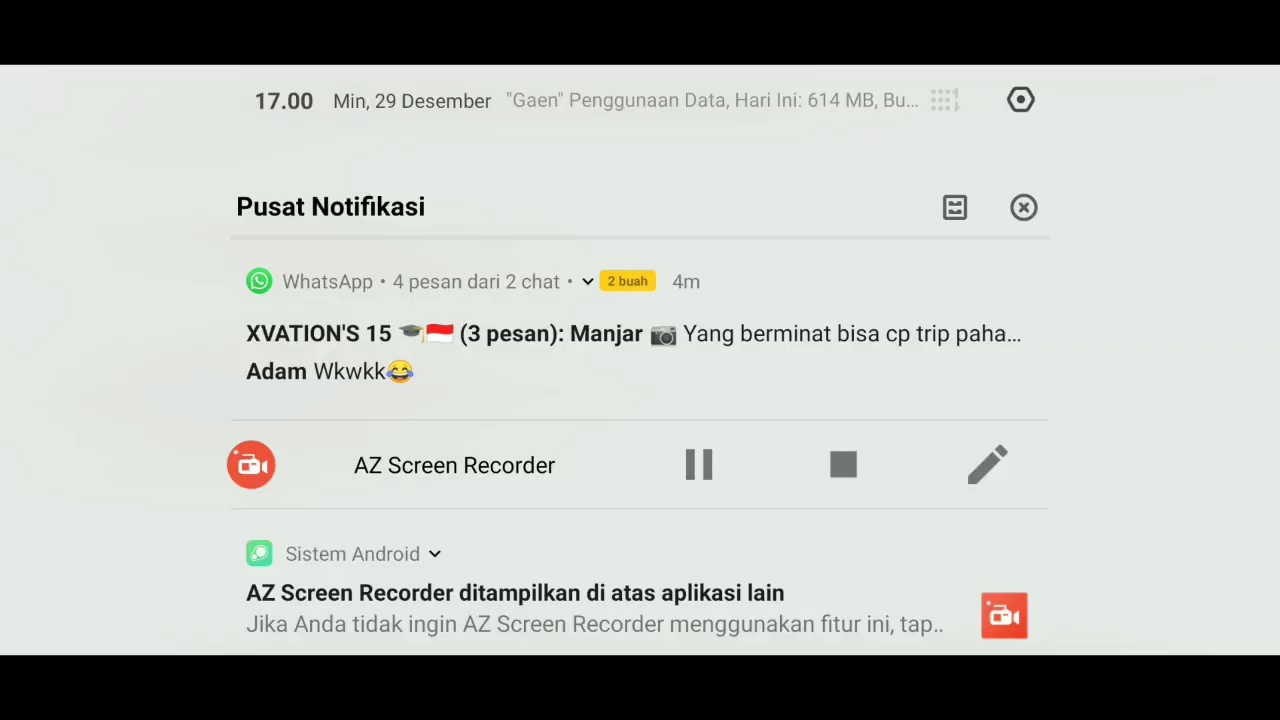 17.00 Min, 29 Desember "Gaen" Penggunaan Data, Hari Ini: 614 MB, Bu...
Pusat Notifikasi
WhatsApp • 4 pesan dari 2 chat • 2 buah 4m
XVATION'S 15 🎓🇮🇩 (3 pesan): Manjar 📷 Yang berminat bisa cp trip paha...
Adam Wkwkk😂
AZ Screen Recorder
Sistem Android
AZ Screen Recorder ditampilkan di atas aplikasi lain
Jika Anda tidak ingin AZ Screen Recorder menggunakan fitur ini, tap..